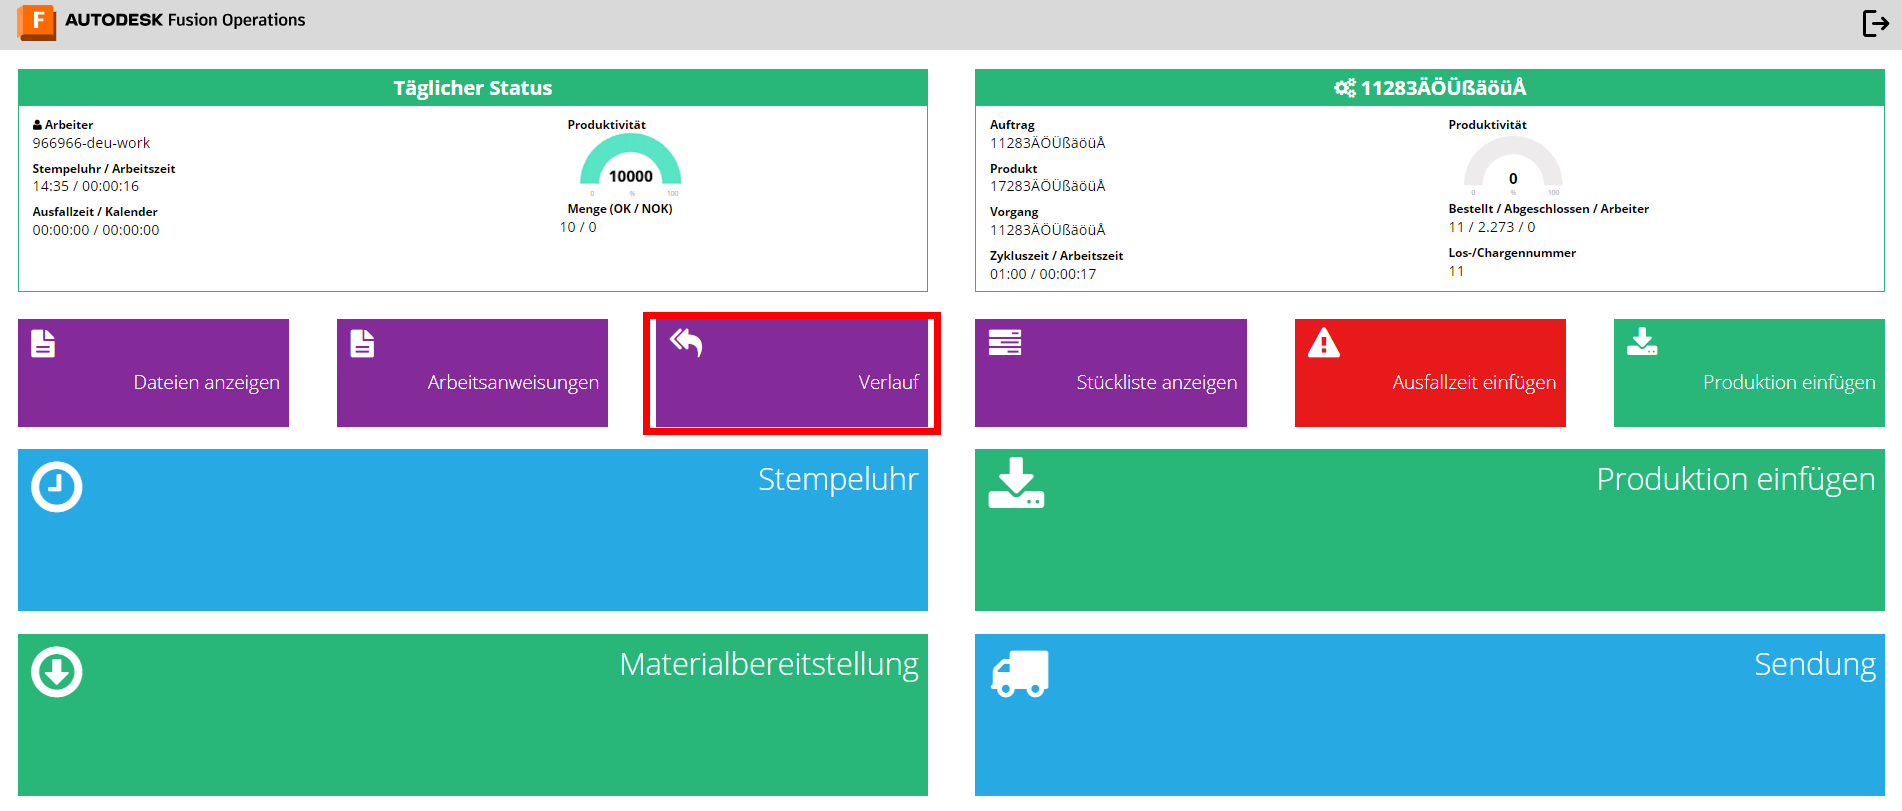 F AUTODESK Fusion Operations
Täglicher Status
Arbeiter
966966-deu-work
Stempeluhr / Arbeitszeit
14:35 / 00:00:16
Ausfallzeit / Kalender
00:00:00 / 00:00:00
Produktivität
10000
0 % 100
Menge (OK / NOK)
10 / 0
11283ÄÖÜßäöüÅ
Auftrag
11283ÄÖÜßäöüÅ
Produkt
17283ÄÖÜßäöüÅ
Vorgang
11283ÄÖÜßäöüÅ
Zykluszeit / Arbeitszeit
01:00 / 00:00:17
Produktivität
0
0 % 100
Bestellt / Abgeschlossen / Arbeiter
11 / 2.273 / 0
Los-/Chargennummer
11
Dateien anzeigen
Arbeitsanweisungen
Verlauf
Stückliste anzeigen
Ausfallzeit einfügen
Produktion einfügen
Stempeluhr
Produktion einfügen
Materialbereitstellung
Sendung